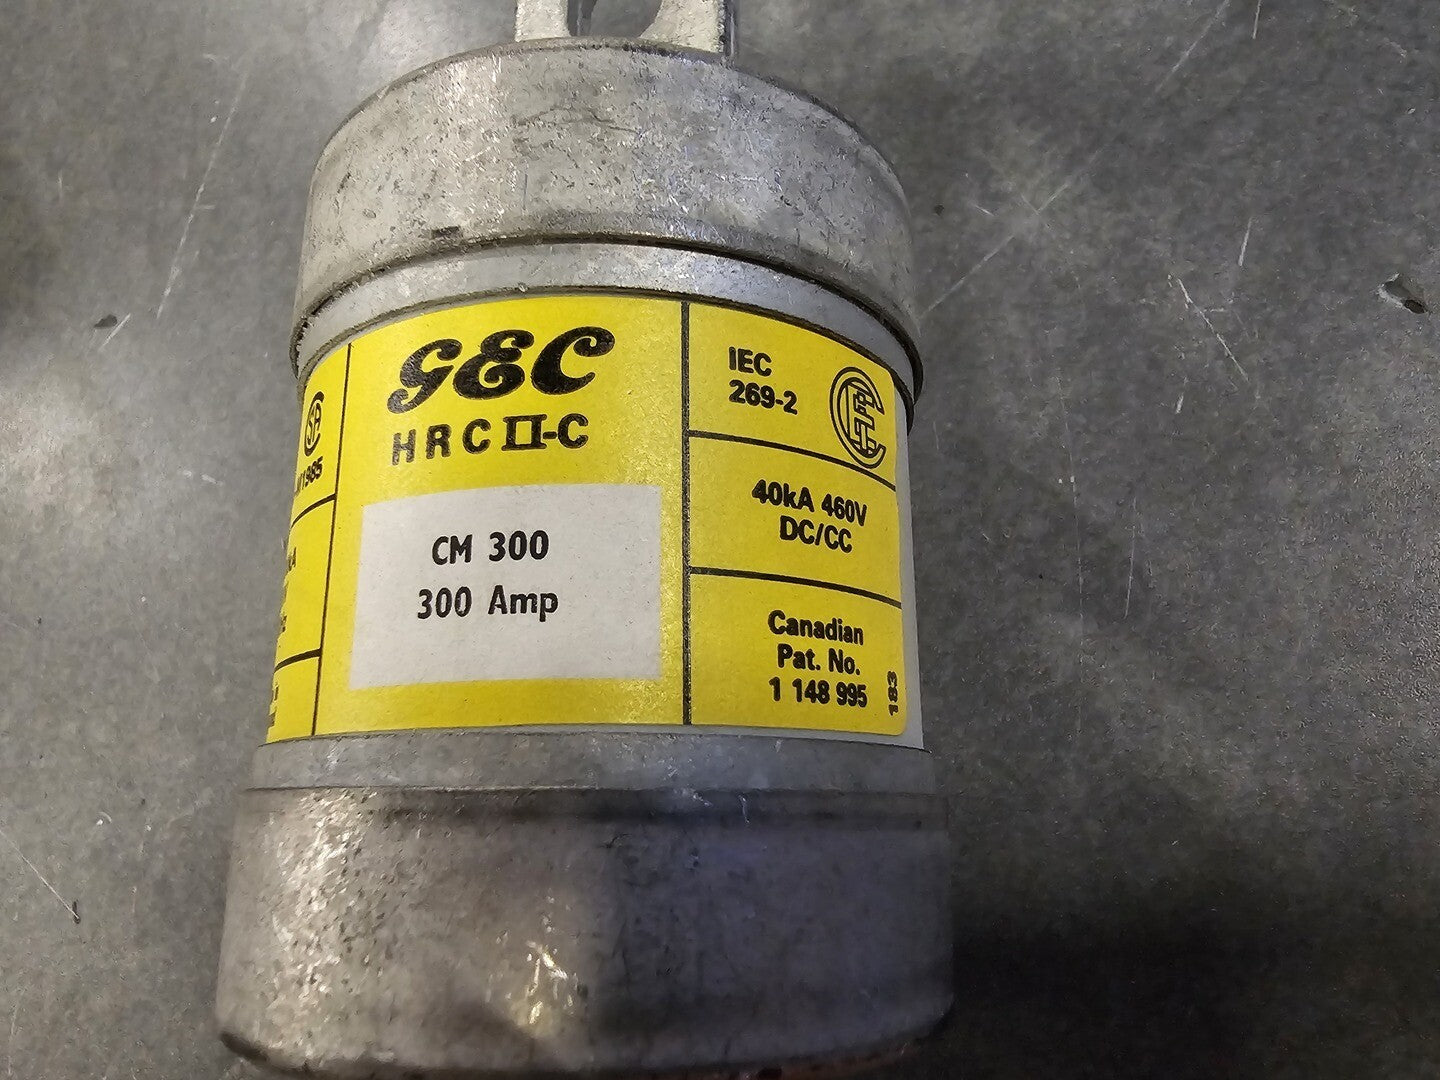 GEC
HRC II-C
CM 300
300 Amp
IEC
269-2
40kA 460V
DC/CC
Canadian
Pat. No.
1 148 995
183
1985